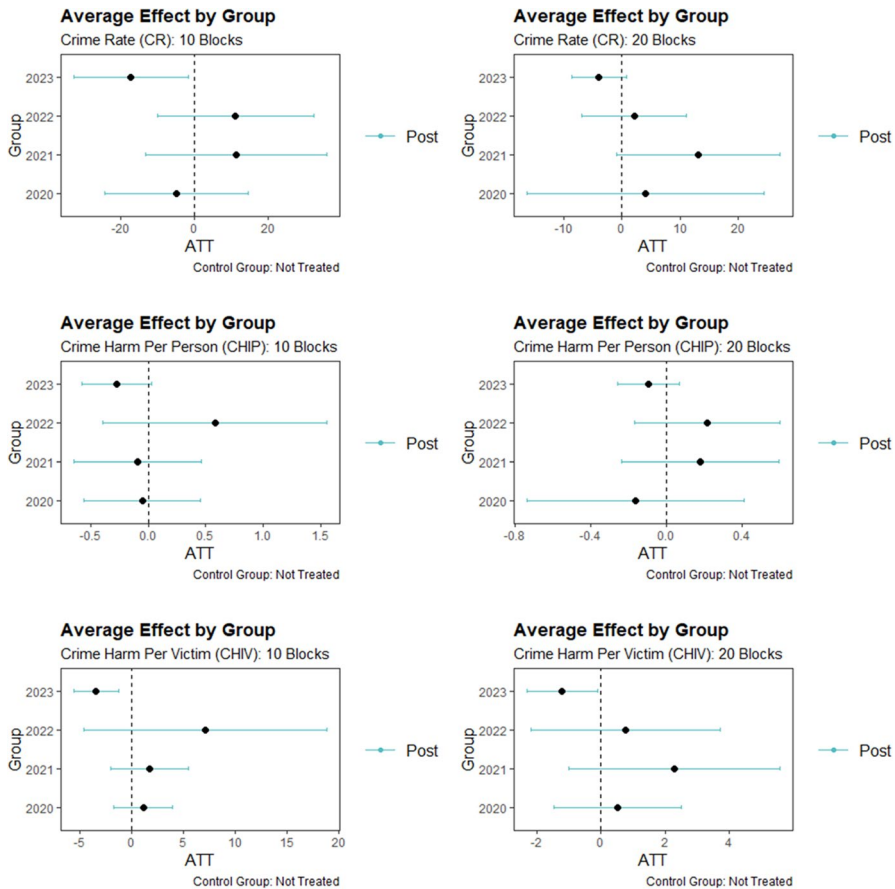 Average Effect by Group
Crime Rate (CR): 10 Blocks
Group
2023
2022
2021
2020
-20 0 20
ATT
Control Group: Not Treated
Post
Average Effect by Group
Crime Rate (CR): 20 Blocks
Group
2023
2022
2021
2020
-10 0 10 20
ATT
Control Group: Not Treated
Post
Average Effect by Group
Crime Harm Per Person (CHIP): 10 Blocks
Group
2023
2022
2021
2020
-0.5 0.0 0.5 1.0 1.5
ATT
Control Group: Not Treated
Post
Average Effect by Group
Crime Harm Per Person (CHIP): 20 Blocks
Group
2023
2022
2021
2020
-0.8 -0.4 0.0 0.4
ATT
Control Group: Not Treated
Post
Average Effect by Group
Crime Harm Per Victim (CHIV): 10 Blocks
Group
2023
2022
2021
2020
-5 0 5 10 15 20
ATT
Control Group: Not Treated
Post
Average Effect by Group
Crime Harm Per Victim (CHIV): 20 Blocks
Group
2023
2022
2021
2020
-2 0 2 4
ATT
Control Group: Not Treated
Post